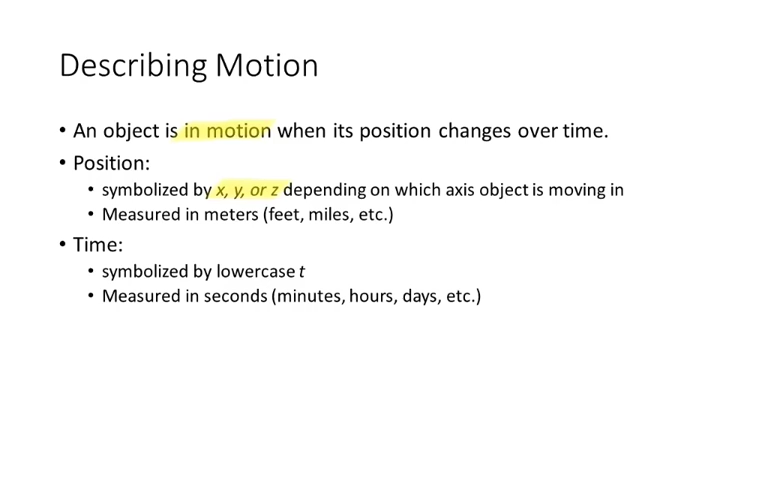 Describing Motion
• An object is in motion when its position changes over time.
• Position:
• symbolized by x, y, or z depending on which axis object is moving in
• Measured in meters (feet, miles, etc.)
• Time:
• symbolized by lowercase t
• Measured in seconds (minutes, hours, days, etc.)